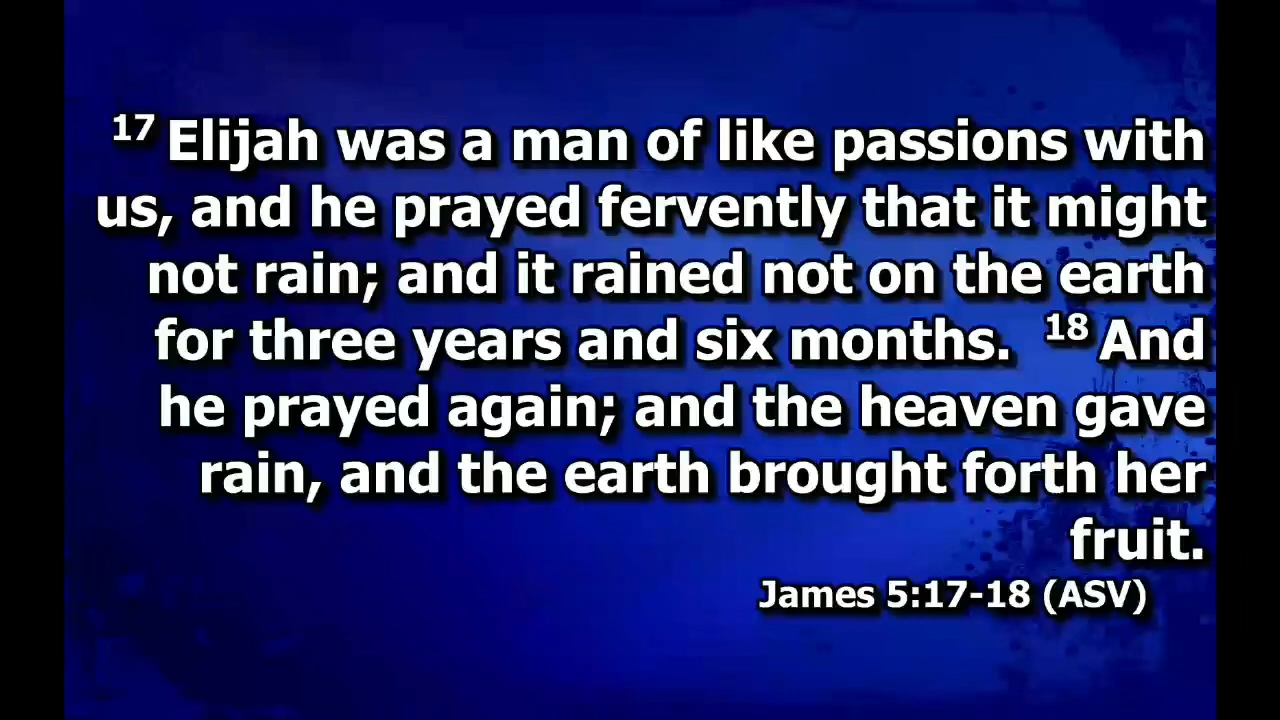 17 Elijah was a man of like passions with
us, and he prayed fervently that it might
not rain; and it rained not on the earth
for three years and six months. 18 And
he prayed again; and the heaven gave
rain, and the earth brought forth her
fruit.
James 5:17-18 (ASV)